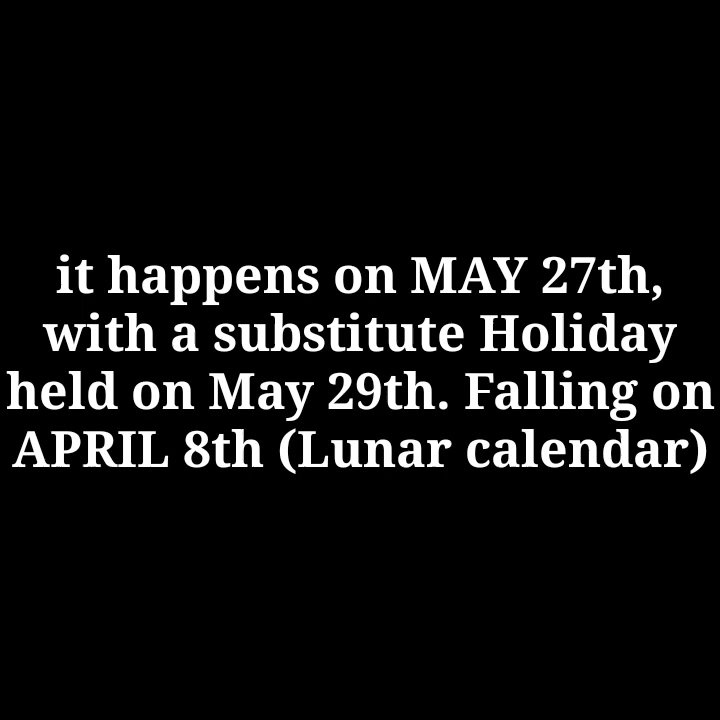 it happens on MAY 27th,
with a substitute Holiday
held on May 29th. Falling on
APRIL 8th (Lunar calendar)